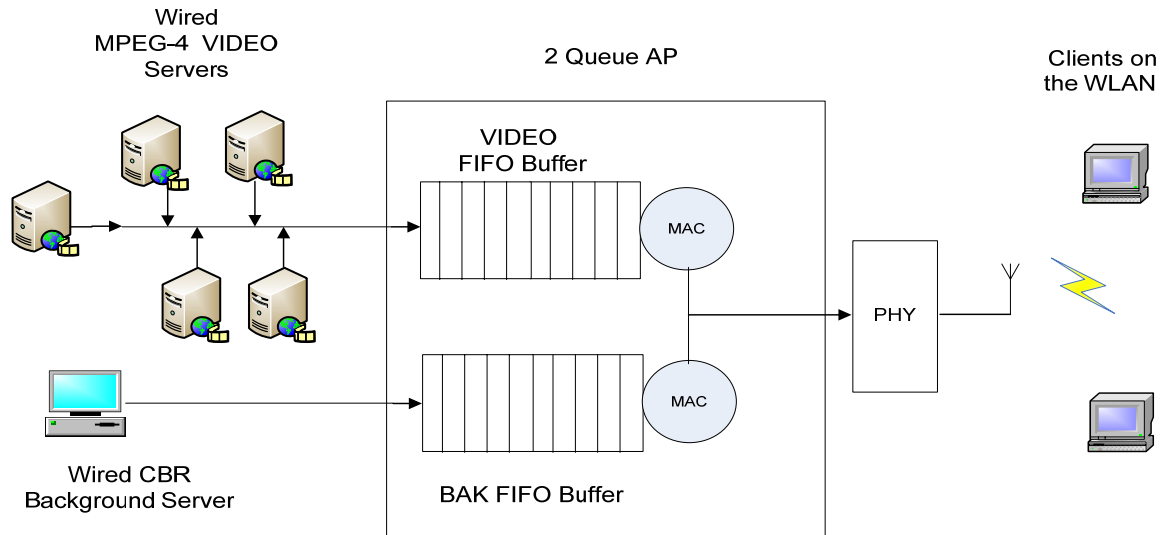 Wired
MPEG-4 VIDEO
Servers
2 Queue AP
Clients on
the WLAN
VIDEO
FIFO Buffer
MAC
PHY
MAC
Wired CBR
Background Server
BAK FIFO Buffer